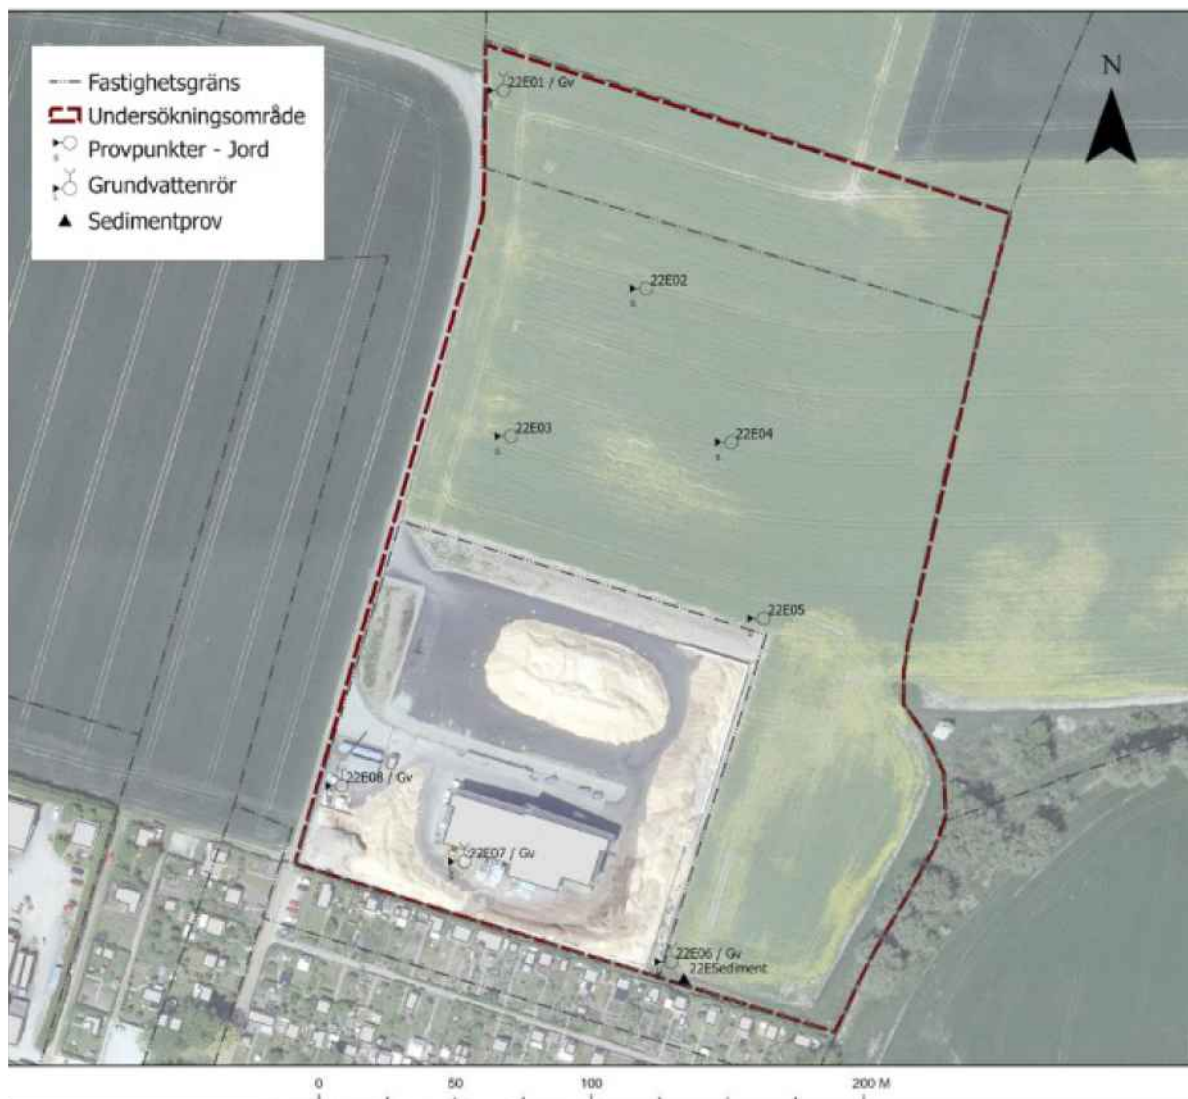 Fastighetsgräns
Undersökningsområde
Provpunkter - Jord
Grundvattenrör
Sedimentprov
N
22E01 / Gv
22E02
22E03
22E04
22E05
22E08 / Gv
22E07 / Gv
22E06 / Gv
22ESediment
0 50 100 200 M